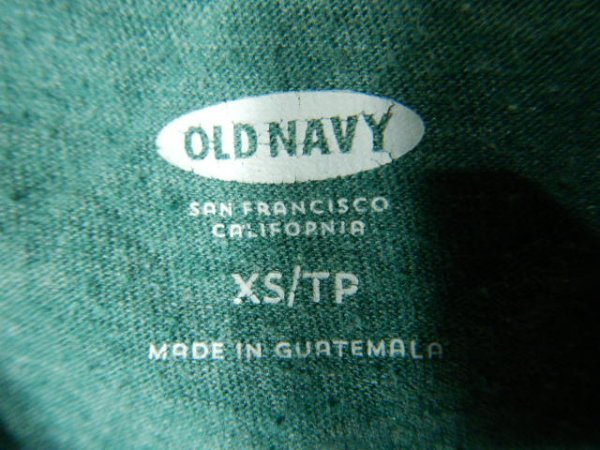 OLD NAVY
SAN FRANCISCO
CALIFORNIA
XS/TP
MADE IN GUATEMALA